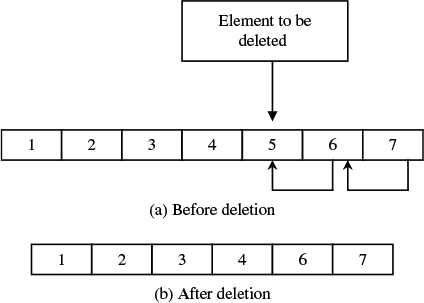 Element to be
deleted
1 2 3 4 5 6 7
(a) Before deletion
1 2 3 4 6 7
(b) After deletion